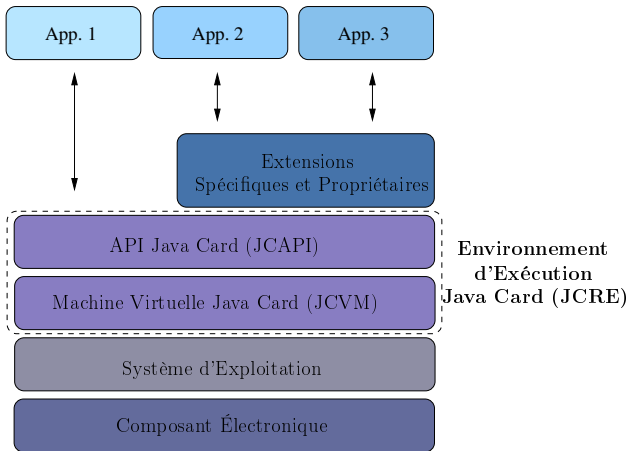 App. 1
App. 2
App. 3
Extensions
Spécifiques et Propriétaires
API Java Card (JCAPI)
Machine Virtuelle Java Card (JCVM)
Environnement
d'Exécution
Java Card (JCRE)
Système d'Exploitation
Composant Électronique